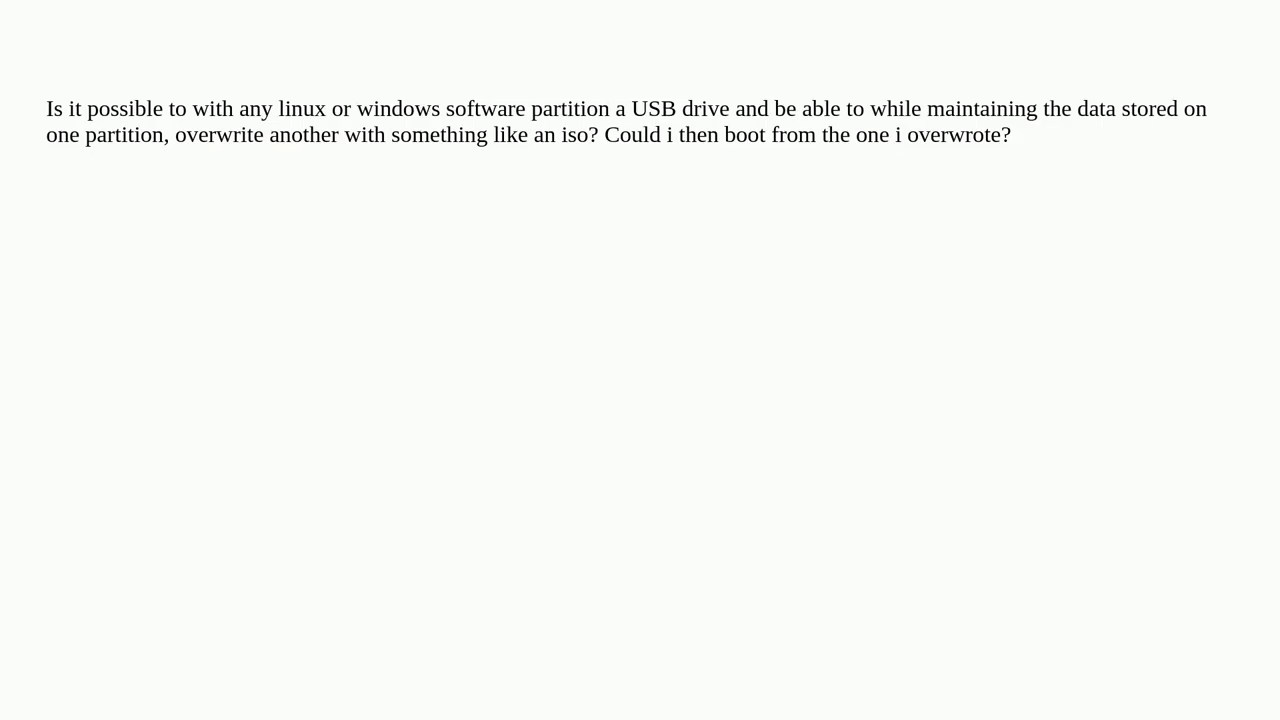 Is it possible to with any linux or windows software partition a USB drive and be able to while maintaining the data stored on
one partition, overwrite another with something like an iso? Could i then boot from the one i overwrote?